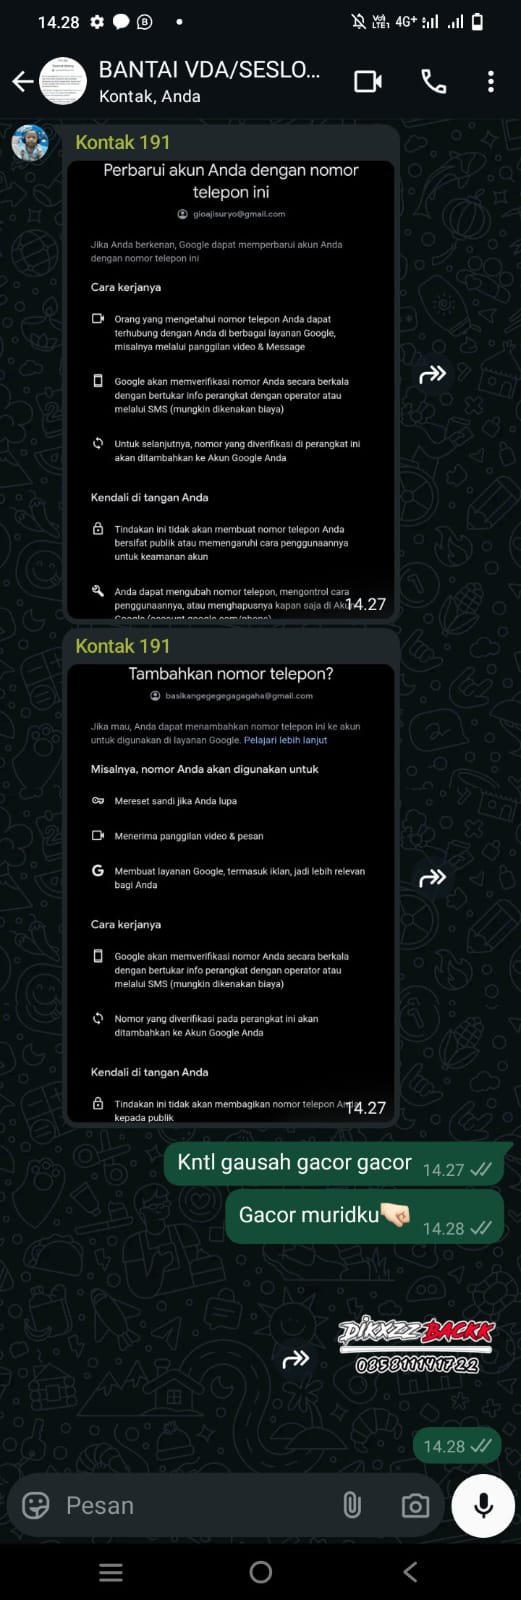 14.28
4G+
BANTAI VDA/SESLO...
Kontak, Anda
Kontak 191
Perbarui akun Anda dengan nomor
telepon ini
gioajisuryo@gmail.com
Jika Anda berkenan, Google dapat memperbarui akun Anda
dengan nomor telepon ini
Cara kerjanya
Orang yang mengetahui nomor telepon Anda dapat
terhubung dengan Anda di berbagai layanan Google,
misalnya melalui panggilan video & Message
Google akan memverifikasi nomor Anda secara berkala
dengan bertukar info perangkat dengan operator atau
melalui SMS (mungkin dikenakan biaya)
Untuk selanjutnya, nomor yang diverifikasi di perangkat ini
akan ditambahkan ke Akun Google Anda
Kendali di tangan Anda
Tindakan ini tidak akan membuat nomor telepon Anda
bersifat publik atau memengaruhi cara penggunaannya
untuk keamanan akun
Anda dapat mengubah nomor telepon, mengontrol cara
penggunaannya, atau menghapusnya kapan saja di
14.27
Kontak 191
Tambahkan nomor telepon?
basikangegegegagagaha@gmail.com
Jika mau, Anda dapat menambahkan nomor telepon ini ke akun
untuk digunakan di layanan Google. Pelajari lebih lanjut
Misalnya, nomor Anda akan digunakan untuk
Mereset sandi jika Anda lupa
Menerima panggilan video & pesan
Membuat layanan Google, termasuk iklan, jadi lebih relevan
bagi Anda
Cara kerjanya
Google akan memverifikasi nomor Anda secara berkala
dengan bertukar info perangkat dengan operator atau
melalui SMS (mungkin dikenakan biaya)
Nomor yang diverifikasi pada perangkat ini akan
ditambahkan ke Akun Google Anda
Kendali di tangan Anda
Tindakan ini tidak akan membagikan nomor telepon Anda
kepada publik
14.27
Kntl gausah gacor gacor 14.27
Gacor muridku 14.28
DIKXZZ BACKK
14.28
Pesan